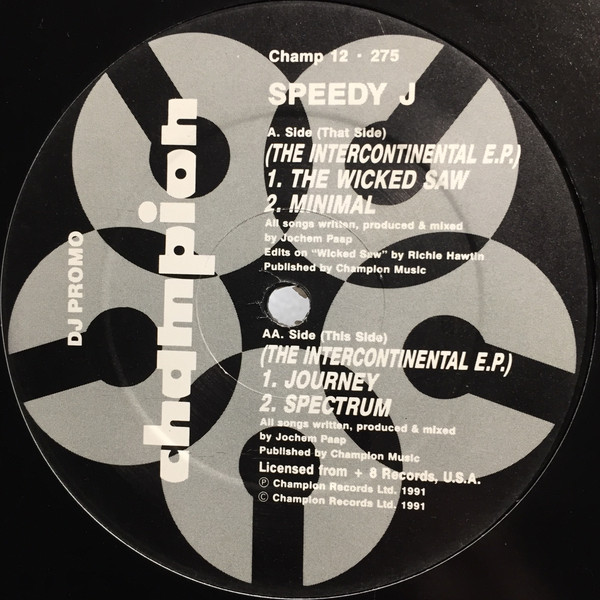 Champ 12 · 275
SPEEDY J
A. Side (That Side)
(THE INTERCONTINENTAL E.P.)
1. THE WICKED SAW
2. MINIMAL
All songs written, produced & mixed
by Jochem Paap
Edits on "Wicked Saw" by Richie Hawtin
Published by Champion Music
DJ PROMO
champion
AA. Side (This Side)
(THE INTERCONTINENTAL E.P.)
1. JOURNEY
2. SPECTRUM
All songs written, produced & mixed
by Jochem Paap
Published by Champion Music
Licensed from + 8 Records, U.S.A.
℗ Champion Records Ltd. 1991
© Champion Records Ltd. 1991